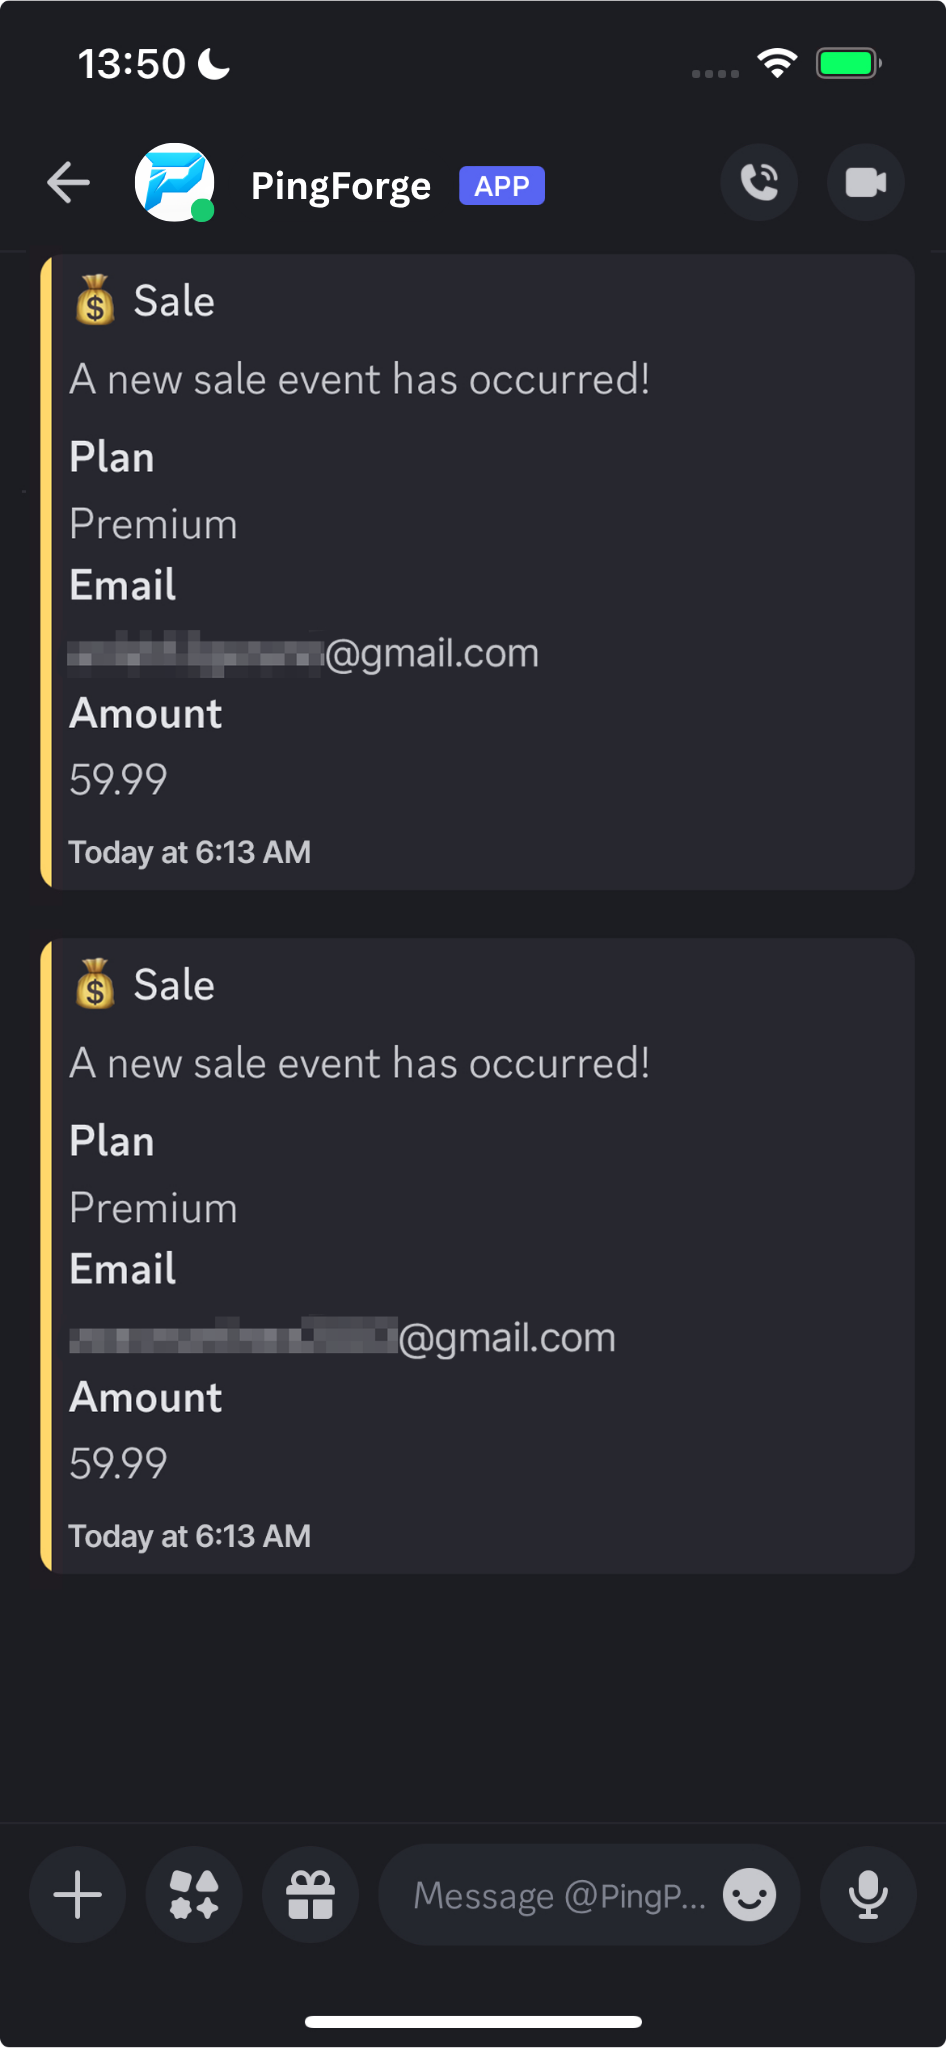 13:50
PingForge APP
💰 Sale
A new sale event has occurred!
Plan
Premium
Email
@gmail.com
Amount
59.99
Today at 6:13 AM
💰 Sale
A new sale event has occurred!
Plan
Premium
Email
@gmail.com
Amount
59.99
Today at 6:13 AM
Message @PingP...